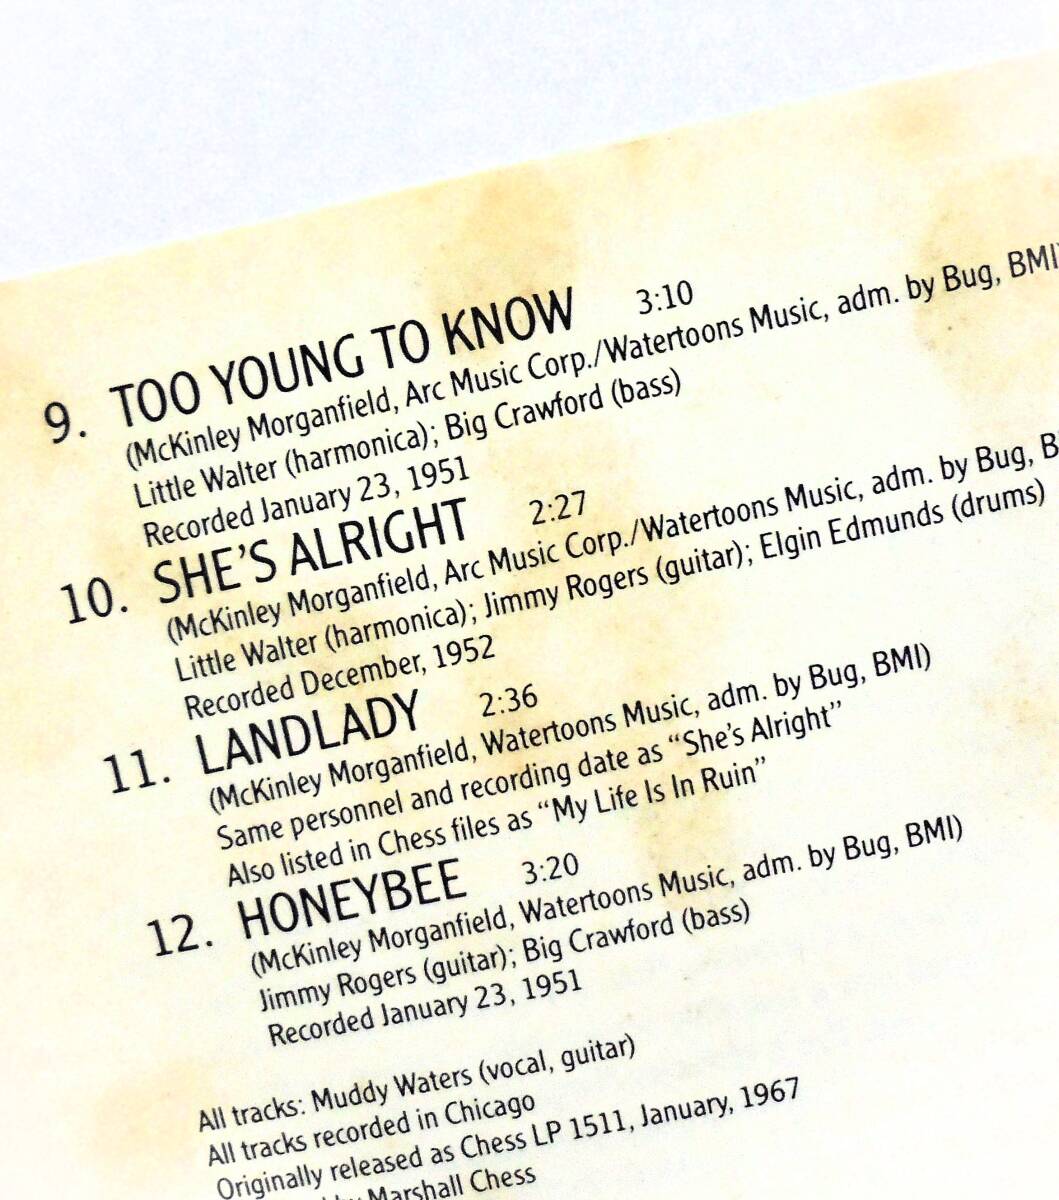 9. TOO YOUNG TO KNOW 3:10
(McKinley Morganfield, Arc Music Corp./Watertoons Music, adm. by Bug, BMI)
Little Walter (harmonica); Big Crawford (bass)
Recorded January 23, 1951
10. SHE'S ALRIGHT 2:27
(McKinley Morganfield, Arc Music Corp./Watertoons Music, adm. by Bug,
Little Walter (harmonica); Jimmy Rogers (guitar); Elgin Edmunds (drums)
Recorded December, 1952
11. LANDLADY 2:36
(McKinley Morganfield, Watertoons Music, adm. by Bug, BMI)
Same personnel and recording date as “She's Alright”
Also listed in Chess files as “My Life Is In Ruin”
12. HONEYBEE 3:20
(McKinley Morganfield, Watertoons Music, adm. by Bug, BMI)
Jimmy Rogers (guitar); Big Crawford (bass)
Recorded January 23, 1951
All tracks: Muddy Waters (vocal, guitar)
All tracks recorded in Chicago
Originally released as Chess LP 1511, January, 1967
by Marshall Chess